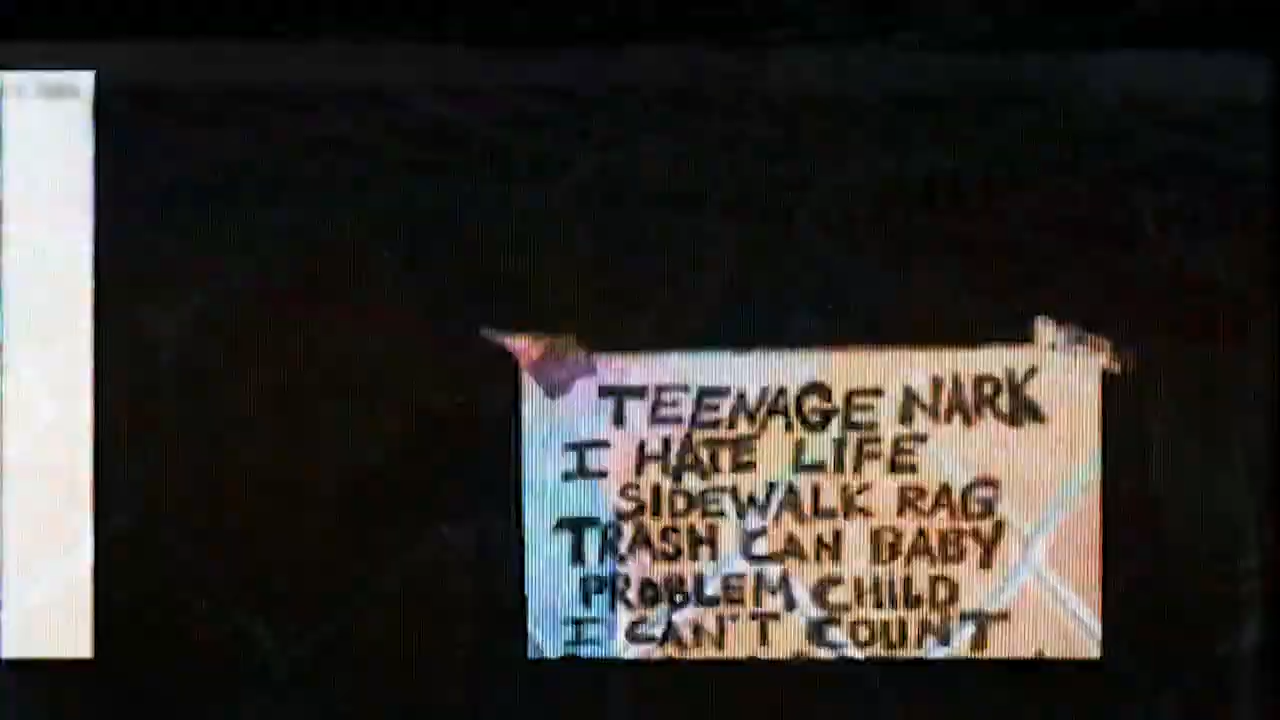 TEENAGE NARK
I HATE LIFE
SIDEWALK RAG
TRASH CAN BABY
PROBLEM CHILD
I CAN'T COUNT